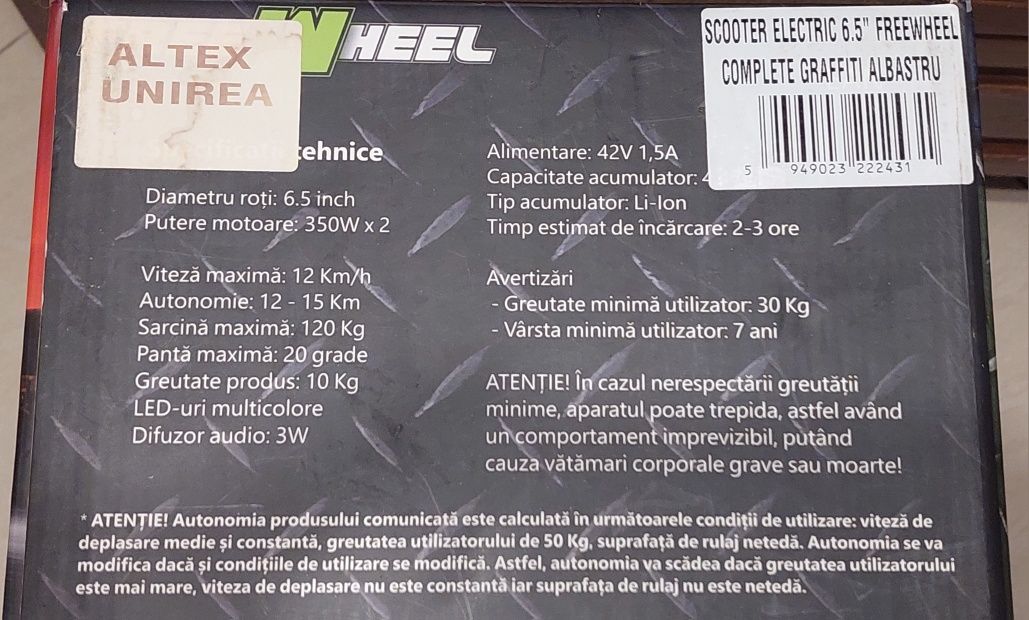 WHEEL
ALTEX
UNIREA
SCOOTER ELECTRIC 6.5" FREEWHEEL
COMPLETE GRAFFITI ALBASTRU
5 949023 222431
tehnice
Diametru roți: 6.5 inch
Putere motoare: 350W x 2
Viteză maximă: 12 Km/h
Autonomie: 12 - 15 Km
Sarcină maximă: 120 Kg
Pantă maximă: 20 grade
Greutate produs: 10 Kg
LED-uri multicolore
Difuzor audio: 3W
Alimentare: 42V 1,5A
Capacitate acumulator:
Tip acumulator: Li-Ion
Timp estimat de încărcare: 2-3 ore
Avertizări
- Greutate minimă utilizator: 30 Kg
- Vârsta minimă utilizator: 7 ani
ATENȚIE! În cazul nerespectării greutății
minime, aparatul poate trepida, astfel având
un comportament imprevizibil, putând
cauza vătămari corporale grave sau moarte!
* ATENȚIE! Autonomia produsului comunicată este calculată în următoarele condiții de utilizare: viteză de
deplasare medie și constantă, greutatea utilizatorului de 50 Kg, suprafață de rulaj netedă. Autonomia se va
modifica dacă și condițiile de utilizare se modifică. Astfel, autonomia va scădea dacă greutatea utilizatorului
este mai mare, viteza de deplasare nu este constantă iar suprafața de rulaj nu este netedă.